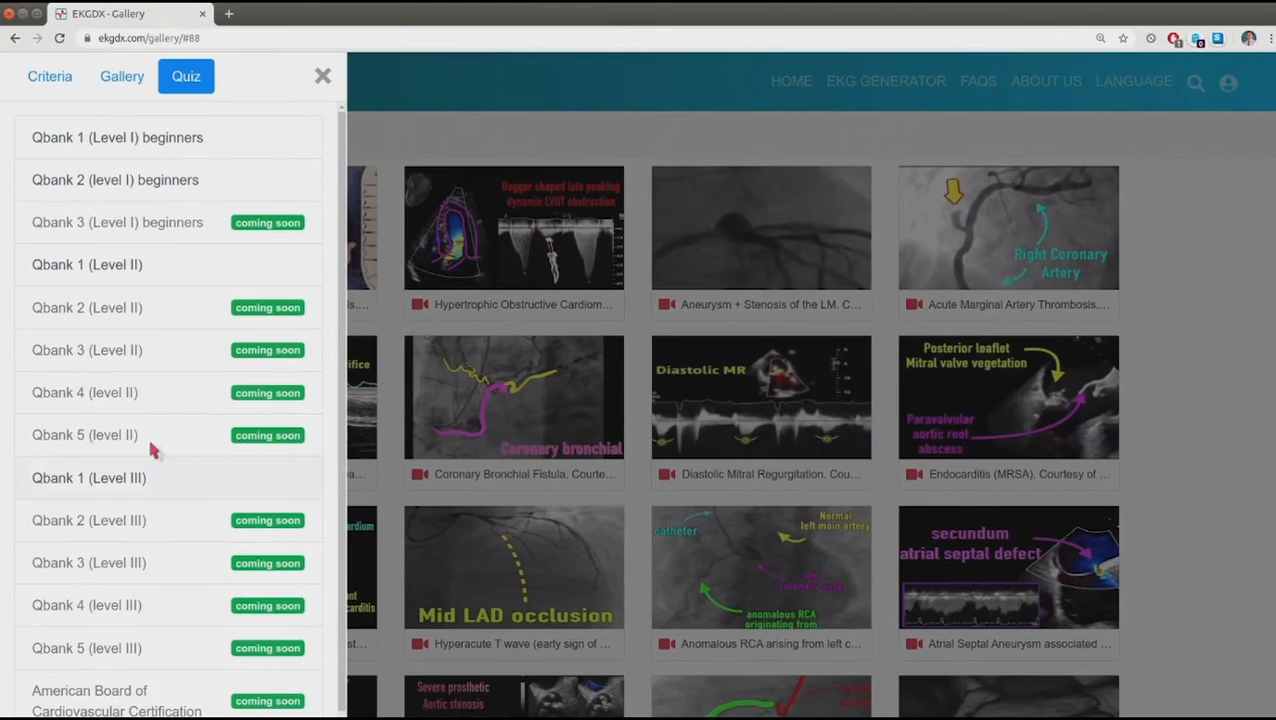 EKGDX - Gallery
ekgdx.com/gallery/#88
Criteria
Gallery
Quiz
Qbank 1 (Level I) beginners
Qbank 2 (level I) beginners
Qbank 3 (Level I) beginners
coming soon
Qbank 1 (Level II)
Qbank 2 (Level II)
coming soon
Qbank 3 (Level II)
coming soon
Qbank 4 (level II)
coming soon
Qbank 5 (level II)
coming soon
Qbank 1 (Level III)
Qbank 2 (Level III)
coming soon
Qbank 3 (Level III)
coming soon
Qbank 4 (level III)
coming soon
Qbank 5 (level III)
coming soon
American Board of
Cardiovascular Certification
coming soon
HOME
EKG GENERATOR
FAQS
ABOUT US
LANGUAGE
Dagger shaped late peaking
dynamic LVOT obstruction
Right Coronary
Artery
Hypertrophic Obstructive Cardiom...
Aneurysm + Stenosis of the LM. C...
Acute Marginal Artery Thrombosis....
Coronary bronchial
Diastolic MR
Posterior leaflet
Mitral valve vegetation
Paravalvular
aortic root
abscess
Coronary Bronchial Fistula. Courte...
Diastolic Mitral Regurgitation. Cou...
Endocarditis (MRSA). Courtesy of ...
Mid LAD occlusion
catheter
Normal
left main artery
anomalous RCA
originating from
secundum
atrial septal defect
Hyperacute T wave (early sign of ...
Anomalous RCA arising from left c...
Atrial Septal Aneurysm associated ...
Severe prosthetic
Aortic stenosis